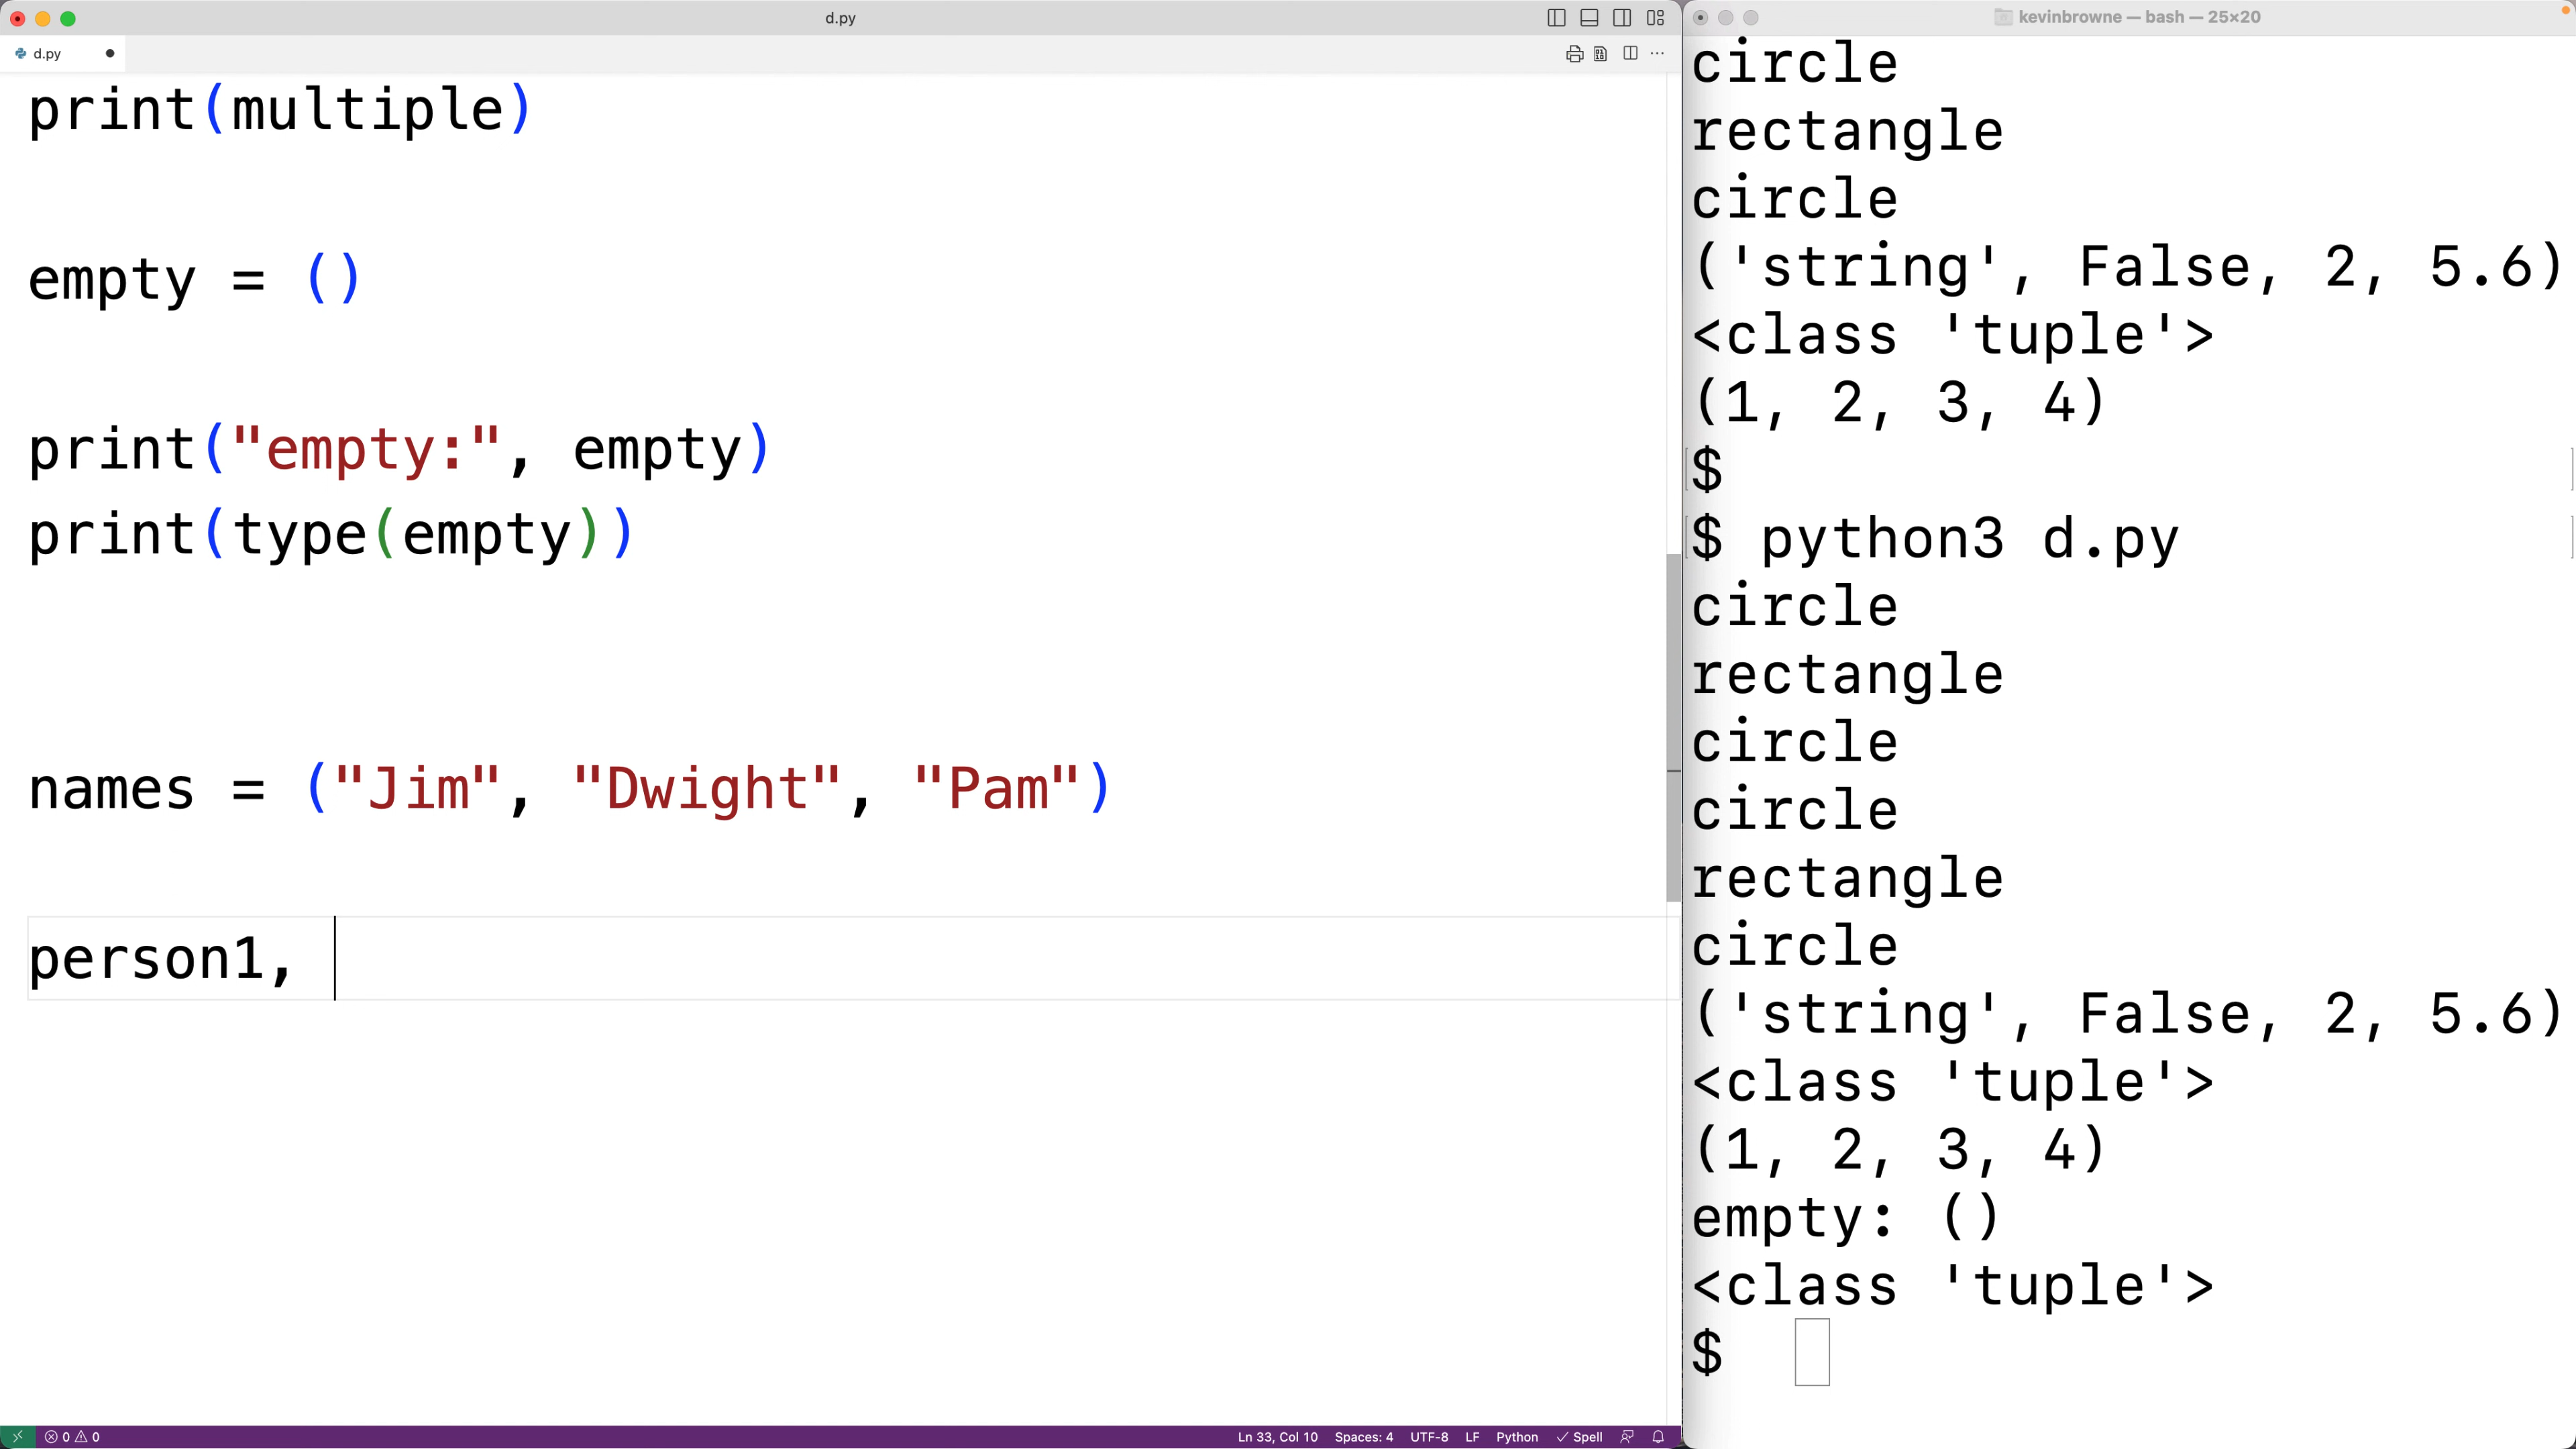 d.py
d.py
print(multiple)
empty = ()
print("empty:", empty)
print(type(empty))
names = ("Jim", "Dwight", "Pam")
person1,
0 0
Ln 33, Col 10 Spaces: 4 UTF-8 LF Python Spell
kevinbrowne — bash — 25×20
circle
rectangle
circle
('string', False, 2, 5.6)
<class 'tuple'>
(1, 2, 3, 4)
$
$ python3 d.py
circle
rectangle
circle
circle
rectangle
circle
('string', False, 2, 5.6)
<class 'tuple'>
(1, 2, 3, 4)
empty: ()
<class 'tuple'>
$